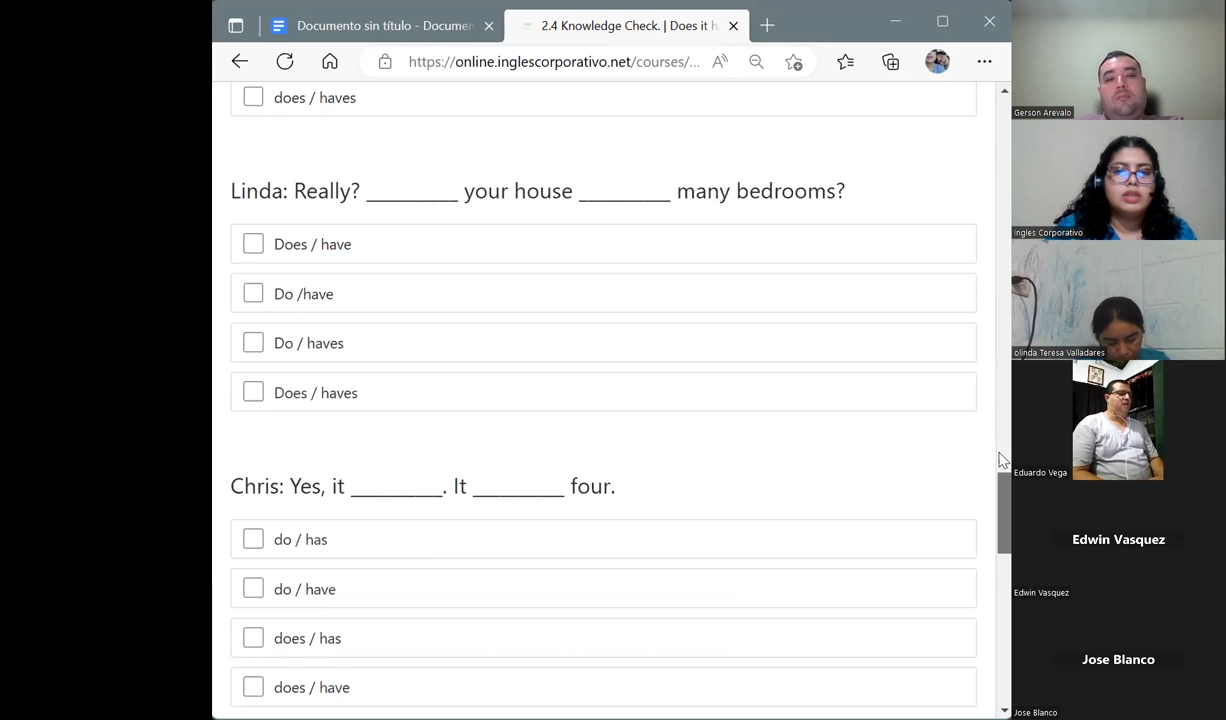 Documento sin título - Documen
2.4 Knowledge Check. | Does it h
https://online.inglescorporativo.net/courses/...
does / haves
Linda: Really? _________ your house _________ many bedrooms?
Does / have
Do /have
Do / haves
Does / haves
Chris: Yes, it _________. It _________ four.
do / has
do / have
does / has
does / have
Gerson Arevalo
Ingles Corporativo
olinda Teresa Valladares
Eduardo Vega
Edwin Vasquez
Edwin Vasquez
Jose Blanco
Jose Blanco